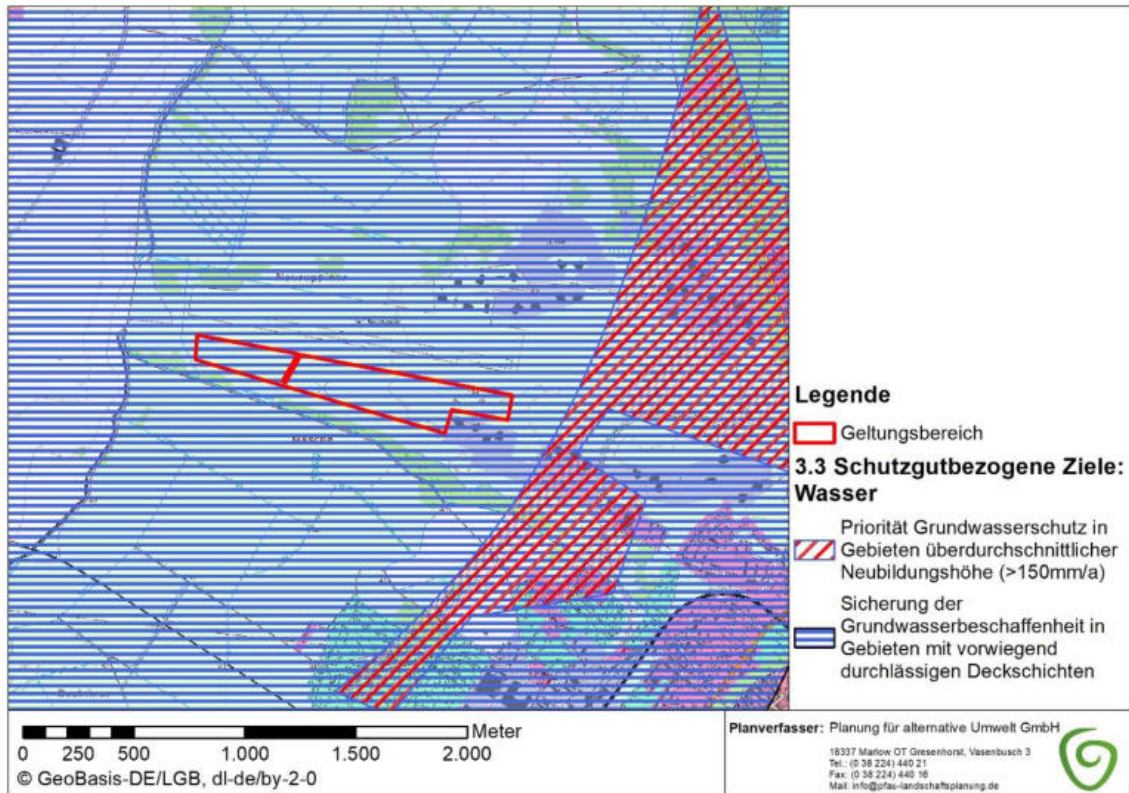 Neuruppiner
Legende
Geltungsbereich
3.3 Schutzgutbezogene Ziele:
Wasser
Priorität Grundwasserschutz in
Gebieten überdurchschnittlicher
Neubildungshöhe (>150mm/a)
Sicherung der
Grundwasserbeschaffenheit in
Gebieten mit vorwiegend
durchlässigen Deckschichten
Meter
0 250 500 1.000 1.500 2.000
© GeoBasis-DE/LGB, dl-de/by-2-0
Planverfasser: Planung für alternative Umwelt GmbH
18337 Marlow OT Gresenhorst, Vasenbusch 3
Tel.: (0 38 224) 440 21
Fax: (0 38 224) 440 16
Mail: info@pfau-landschaftsplanung.de